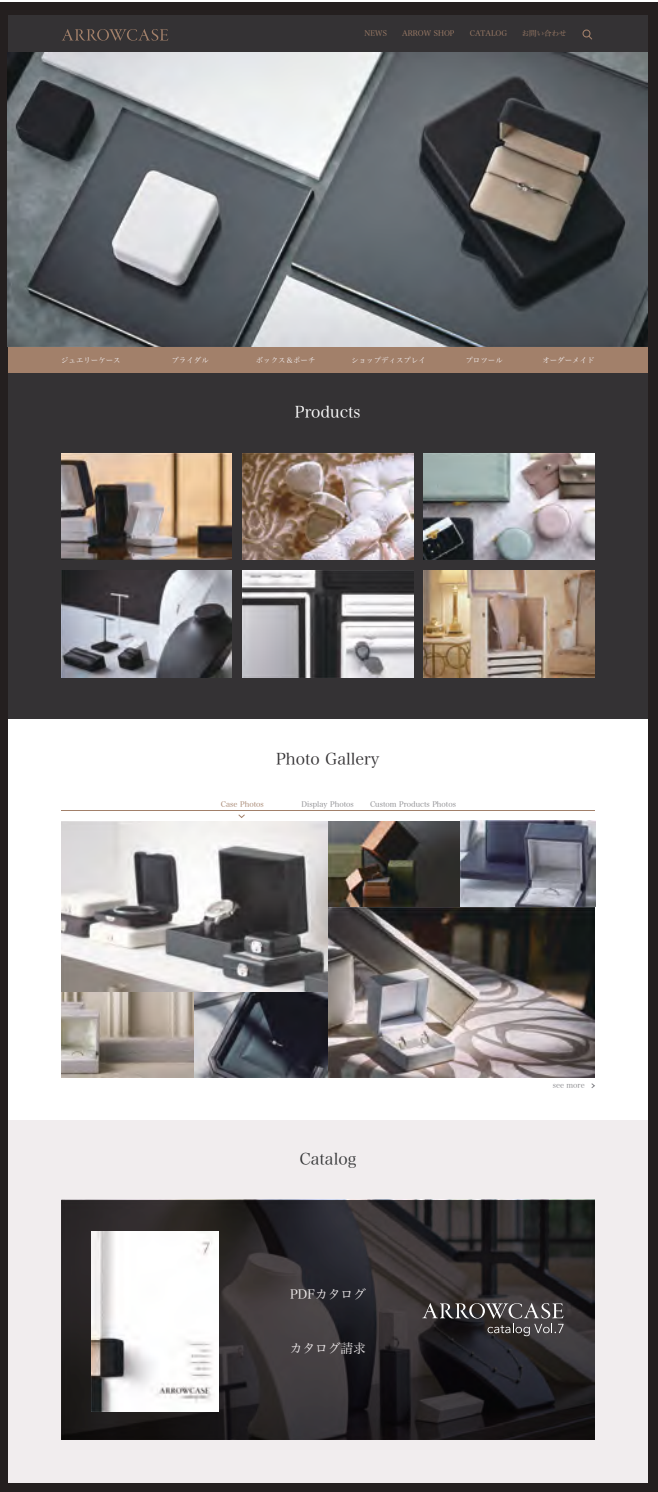 ARROWCASE
NEWS ARROW SHOP CATALOG お問い合わせ
ジュエリーケース ブライダル ボックス&ポーチ ショップディスプレイ プロツール オーダーメイド
Products
Photo Gallery
Case Photos Display Photos Custom Products Photos
see more
Catalog
7
PDFカタログ
カタログ請求
ARROWCASE
catalog Vol.7
ARROWCASE